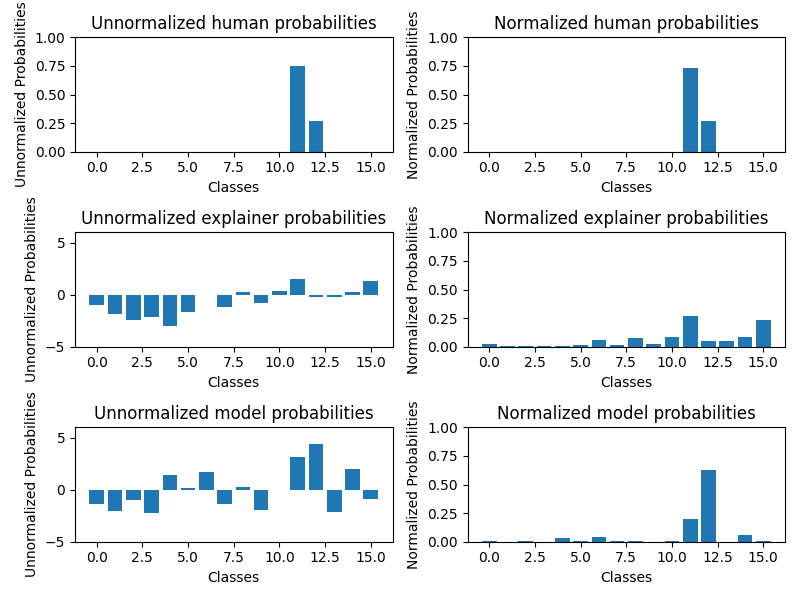 Unnormalized human probabilities
Unnormalized Probabilities
1.00
0.75
0.50
0.25
0.00
0.0 2.5 5.0 7.5 10.0 12.5 15.0
Classes
Normalized human probabilities
Normalized Probabilities
1.00
0.75
0.50
0.25
0.00
0.0 2.5 5.0 7.5 10.0 12.5 15.0
Classes
Unnormalized explainer probabilities
Unnormalized Probabilities
5
0
−5
0.0 2.5 5.0 7.5 10.0 12.5 15.0
Classes
Normalized explainer probabilities
Normalized Probabilities
1.00
0.75
0.50
0.25
0.00
0.0 2.5 5.0 7.5 10.0 12.5 15.0
Classes
Unnormalized model probabilities
Unnormalized Probabilities
5
0
−5
0.0 2.5 5.0 7.5 10.0 12.5 15.0
Classes
Normalized model probabilities
Normalized Probabilities
1.00
0.75
0.50
0.25
0.00
0.0 2.5 5.0 7.5 10.0 12.5 15.0
Classes